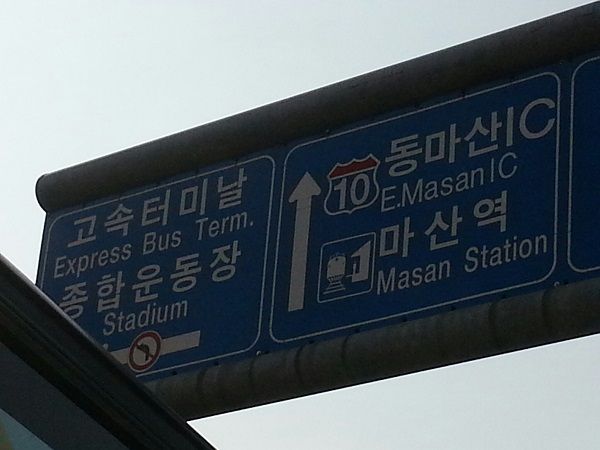 고속터미날
Express Bus Term.
종합운동장
Stadium
10
동마산IC
E.Masan IC
마산역
Masan Station